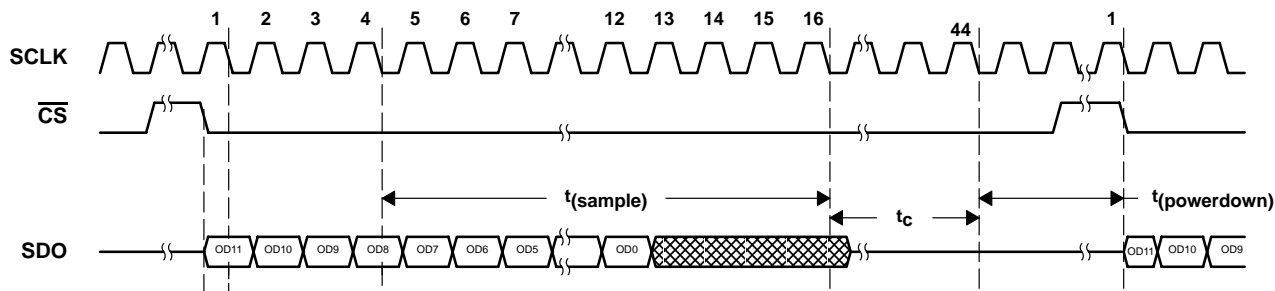 1 2 3 4 5 6 7 12 13 14 15 16 44 1
SCLK
CS
t(sample) t(powerdown)
tc
SDO OD11 OD10 OD9 OD8 OD7 OD6 OD5 OD0 OD11 OD10 OD9